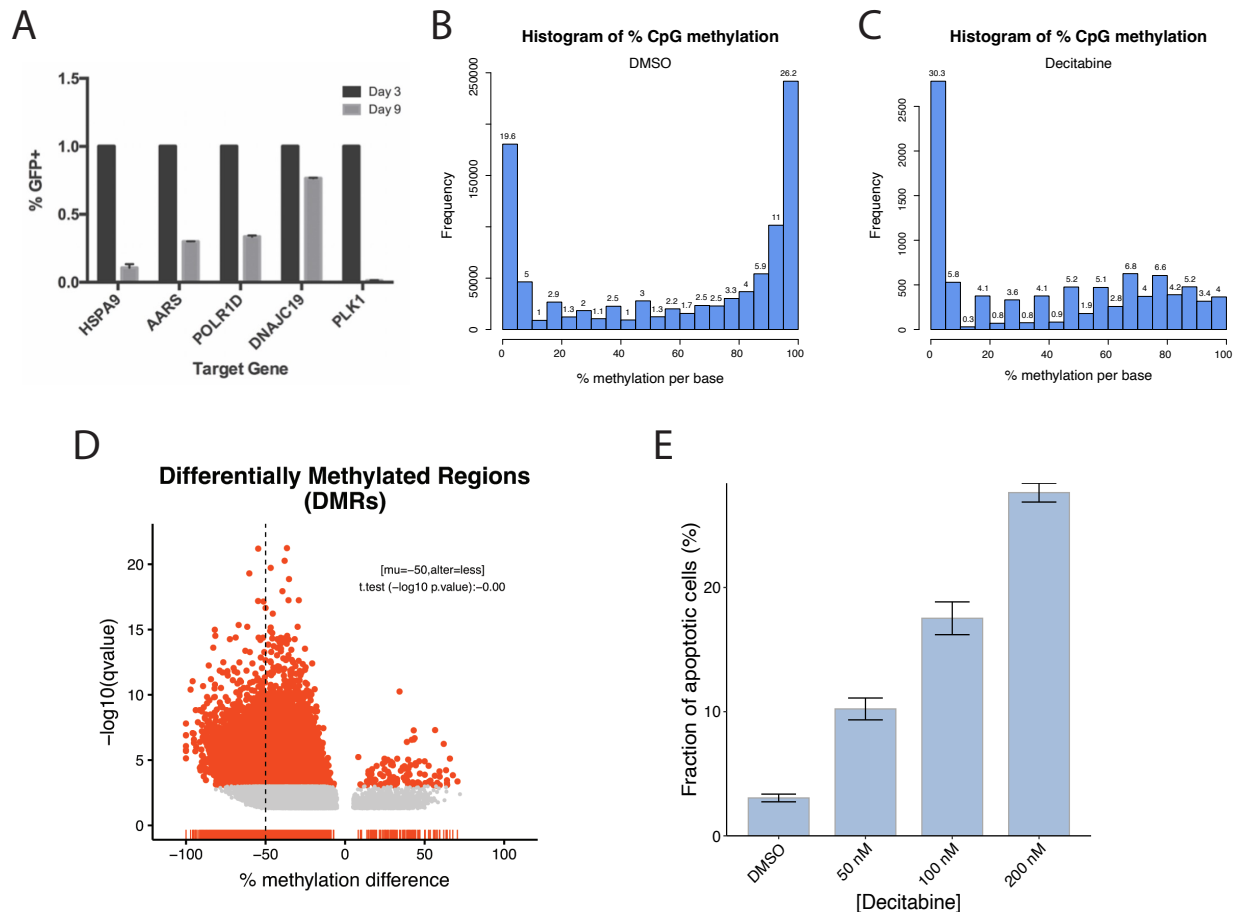 A
1.5
1.0
0.5
0.0
% GFP+
Day 3
Day 9
HSPA9
AARS
POLR1D
DNAJC19
PLK1
Target Gene
B
Histogram of % CpG methylation
DMSO
250000
150000
50000
0
Frequency
19.6
5
1
2.9
1.3
2
1.1
2.5
1
3
1.3
2.2
1.7
2.5
2.5
3.3
4
5.9
11
26.2
0
20
40
60
80
100
% methylation per base
C
Histogram of % CpG methylation
Decitabine
2500
2000
1500
1000
500
0
Frequency
30.3
5.8
0.3
4.1
0.8
3.6
0.8
4.1
0.9
5.2
1.9
5.1
2.8
6.8
4
6.6
4.2
5.2
3.4
4
0
20
40
60
80
100
% methylation per base
D
Differentially Methylated Regions
(DMRs)
[mu=−50,alter=less]
t.test (−log10 p.value):−0.00
20
15
10
5
0
−log10(qvalue)
−100
−50
0
50
100
% methylation difference
E
Fraction of apoptotic cells (%)
20
10
0
DMSO
50 nM
100 nM
200 nM
[Decitabine]